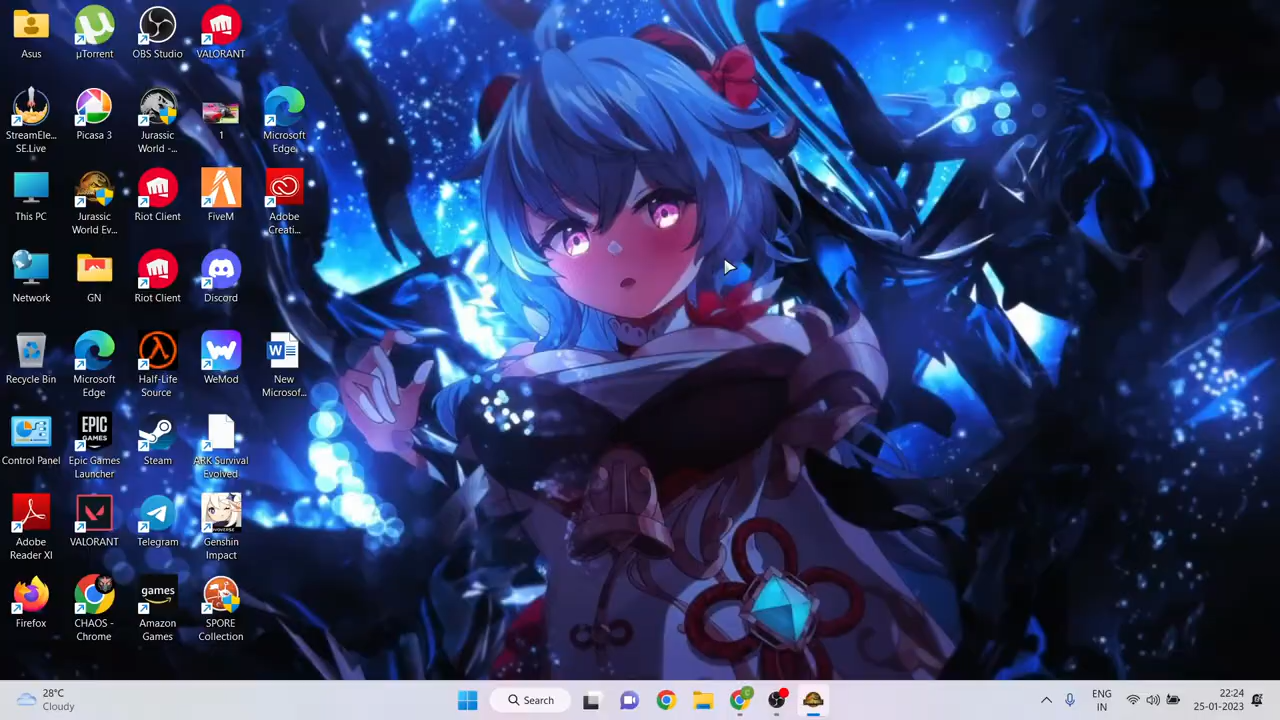 Asus
µTorrent
OBS Studio
VALORANT
StreamEle...
SE.Live
Picasa 3
Jurassic
World -...
1
Microsoft
Edge
This PC
Jurassic
World Ev...
Riot Client
FiveM
Adobe
Creati...
Network
GN
Riot Client
Discord
Recycle Bin
Microsoft
Edge
Half-Life
Source
WeMod
New
Microsof...
Control Panel
EPIC
GAMES
Epic Games
Launcher
Steam
ARK Survival
Evolved
Adobe
Reader XI
VALORANT
Telegram
Genshin
Impact
Firefox
CHAOS -
Chrome
games
Amazon
Games
SPORE
Collection
28°C
Cloudy
Search
ENG
IN
22:24
25-01-2023